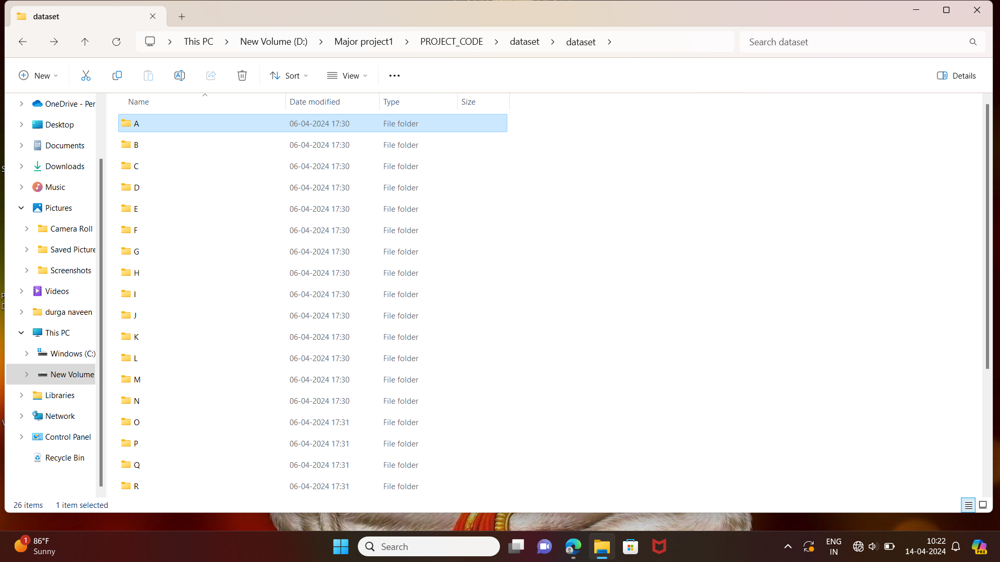 dataset
This PC > New Volume (D:) > Major project1 > PROJECT_CODE > dataset > dataset >
Search dataset
New
Sort
View
Details
Name Date modified Type Size
OneDrive - Per
Desktop
Documents
Downloads
Music
Pictures
Camera Roll
Saved Picture
Screenshots
Videos
durga naveen
This PC
Windows (C:)
New Volume
Libraries
Network
Control Panel
Recycle Bin
A 06-04-2024 17:30 File folder
B 06-04-2024 17:30 File folder
C 06-04-2024 17:30 File folder
D 06-04-2024 17:30 File folder
E 06-04-2024 17:30 File folder
F 06-04-2024 17:30 File folder
G 06-04-2024 17:30 File folder
H 06-04-2024 17:30 File folder
I 06-04-2024 17:30 File folder
J 06-04-2024 17:30 File folder
K 06-04-2024 17:30 File folder
L 06-04-2024 17:30 File folder
M 06-04-2024 17:30 File folder
N 06-04-2024 17:30 File folder
O 06-04-2024 17:31 File folder
P 06-04-2024 17:31 File folder
Q 06-04-2024 17:31 File folder
R 06-04-2024 17:31 File folder
26 items 1 item selected
1
86°F
Sunny
Search
ENG
IN
10:22
14-04-2024
PRE